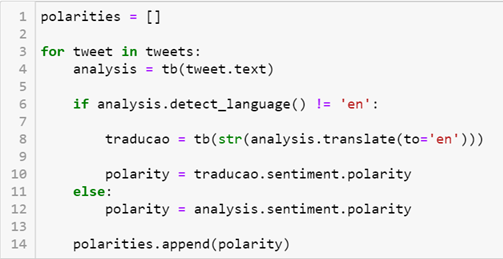 1 polarities = []
2
3 for tweet in tweets:
4     analysis = tb(tweet.text)
5
6     if analysis.detect_language() != 'en':
7
8         traducao = tb(str(analysis.translate(to='en')))
9
10         polarity = traducao.sentiment.polarity
11     else:
12         polarity = analysis.sentiment.polarity
13
14     polarities.append(polarity)